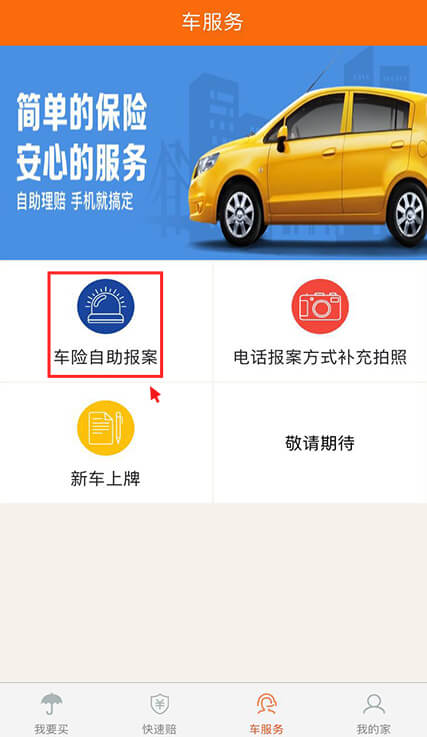 车服务
简单的保险
安心的服务
自助理赔 手机就搞定
车险自助报案
电话报案方式补充拍照
新车上牌
敬请期待
我要买
快速赔
车服务
我的家